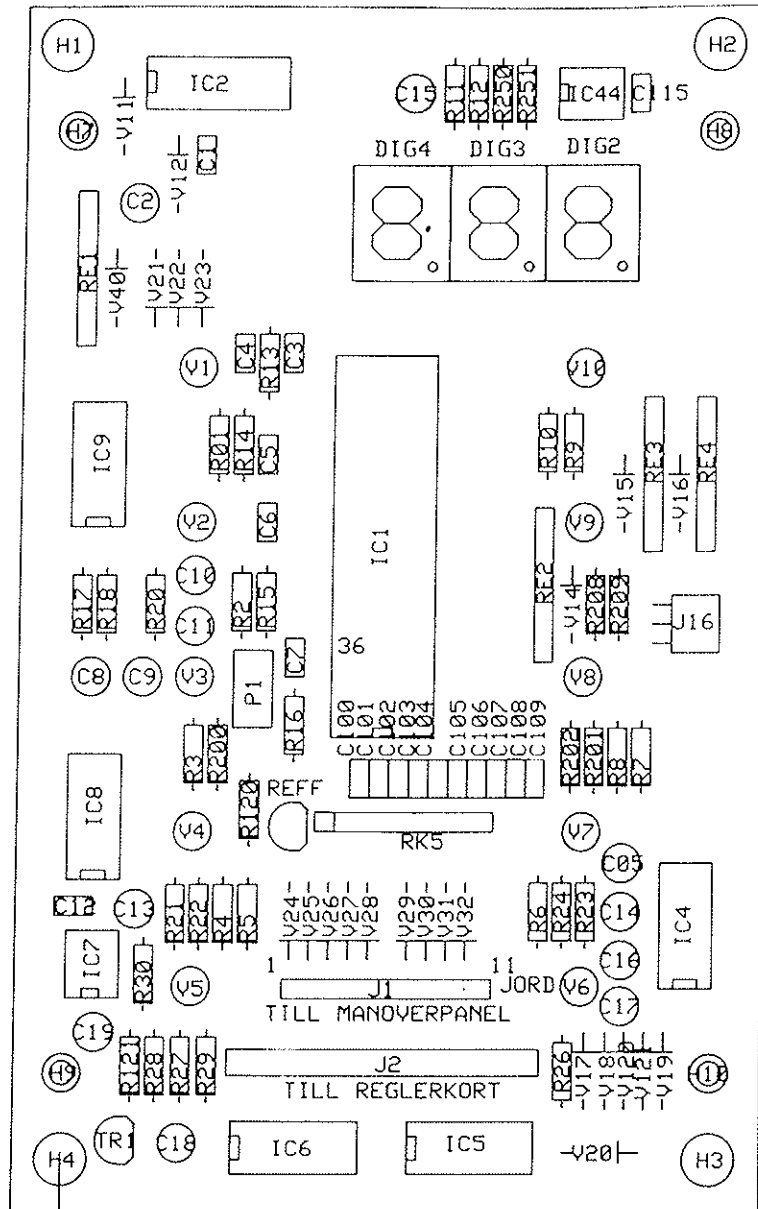 H1
H2
IC2
V11
H7
V12
C1
C2
RE1
V40
V21
V22
V23
C15
R11
R12
R250
R251
IC44
C115
H8
DIG4
DIG3
DIG2
V1
C4
R13
C3
V10
IC9
R01
R14
C5
R10
R9
V15
RE3
V16
RE4
V2
C6
IC1
V9
RE2
C10
R17
R18
R20
C11
R2
R15
V14
R208
R209
J16
36
C8
C9
V3
P1
C7
R16
V8
R3
R200
C100
C101
C102
C103
C104
C105
C106
C107
C108
C109
R202
R201
R8
R7
IC8
V4
R120
REFF
RK5
V7
C05
C12
C13
R21
R22
R4
R5
V24
V25
V26
V27
V28
V29
V30
V31
V32
R6
R24
R23
C14
IC4
IC7
R30
V5
1
J1
11
JORD
V6
C16
C17
TILL MANOVERPANEL
C19
H9
R121
R28
R27
R29
J2
TILL REGLERKORT
R26
V17
V18
V120
V121
V19
H10
TR1
C18
IC6
IC5
V20
H4
H3